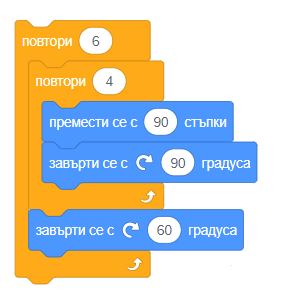 повтори 6
повтори 4
премести се с 90 стъпки
завърти се с 90 градуса
завърти се с 60 градуса